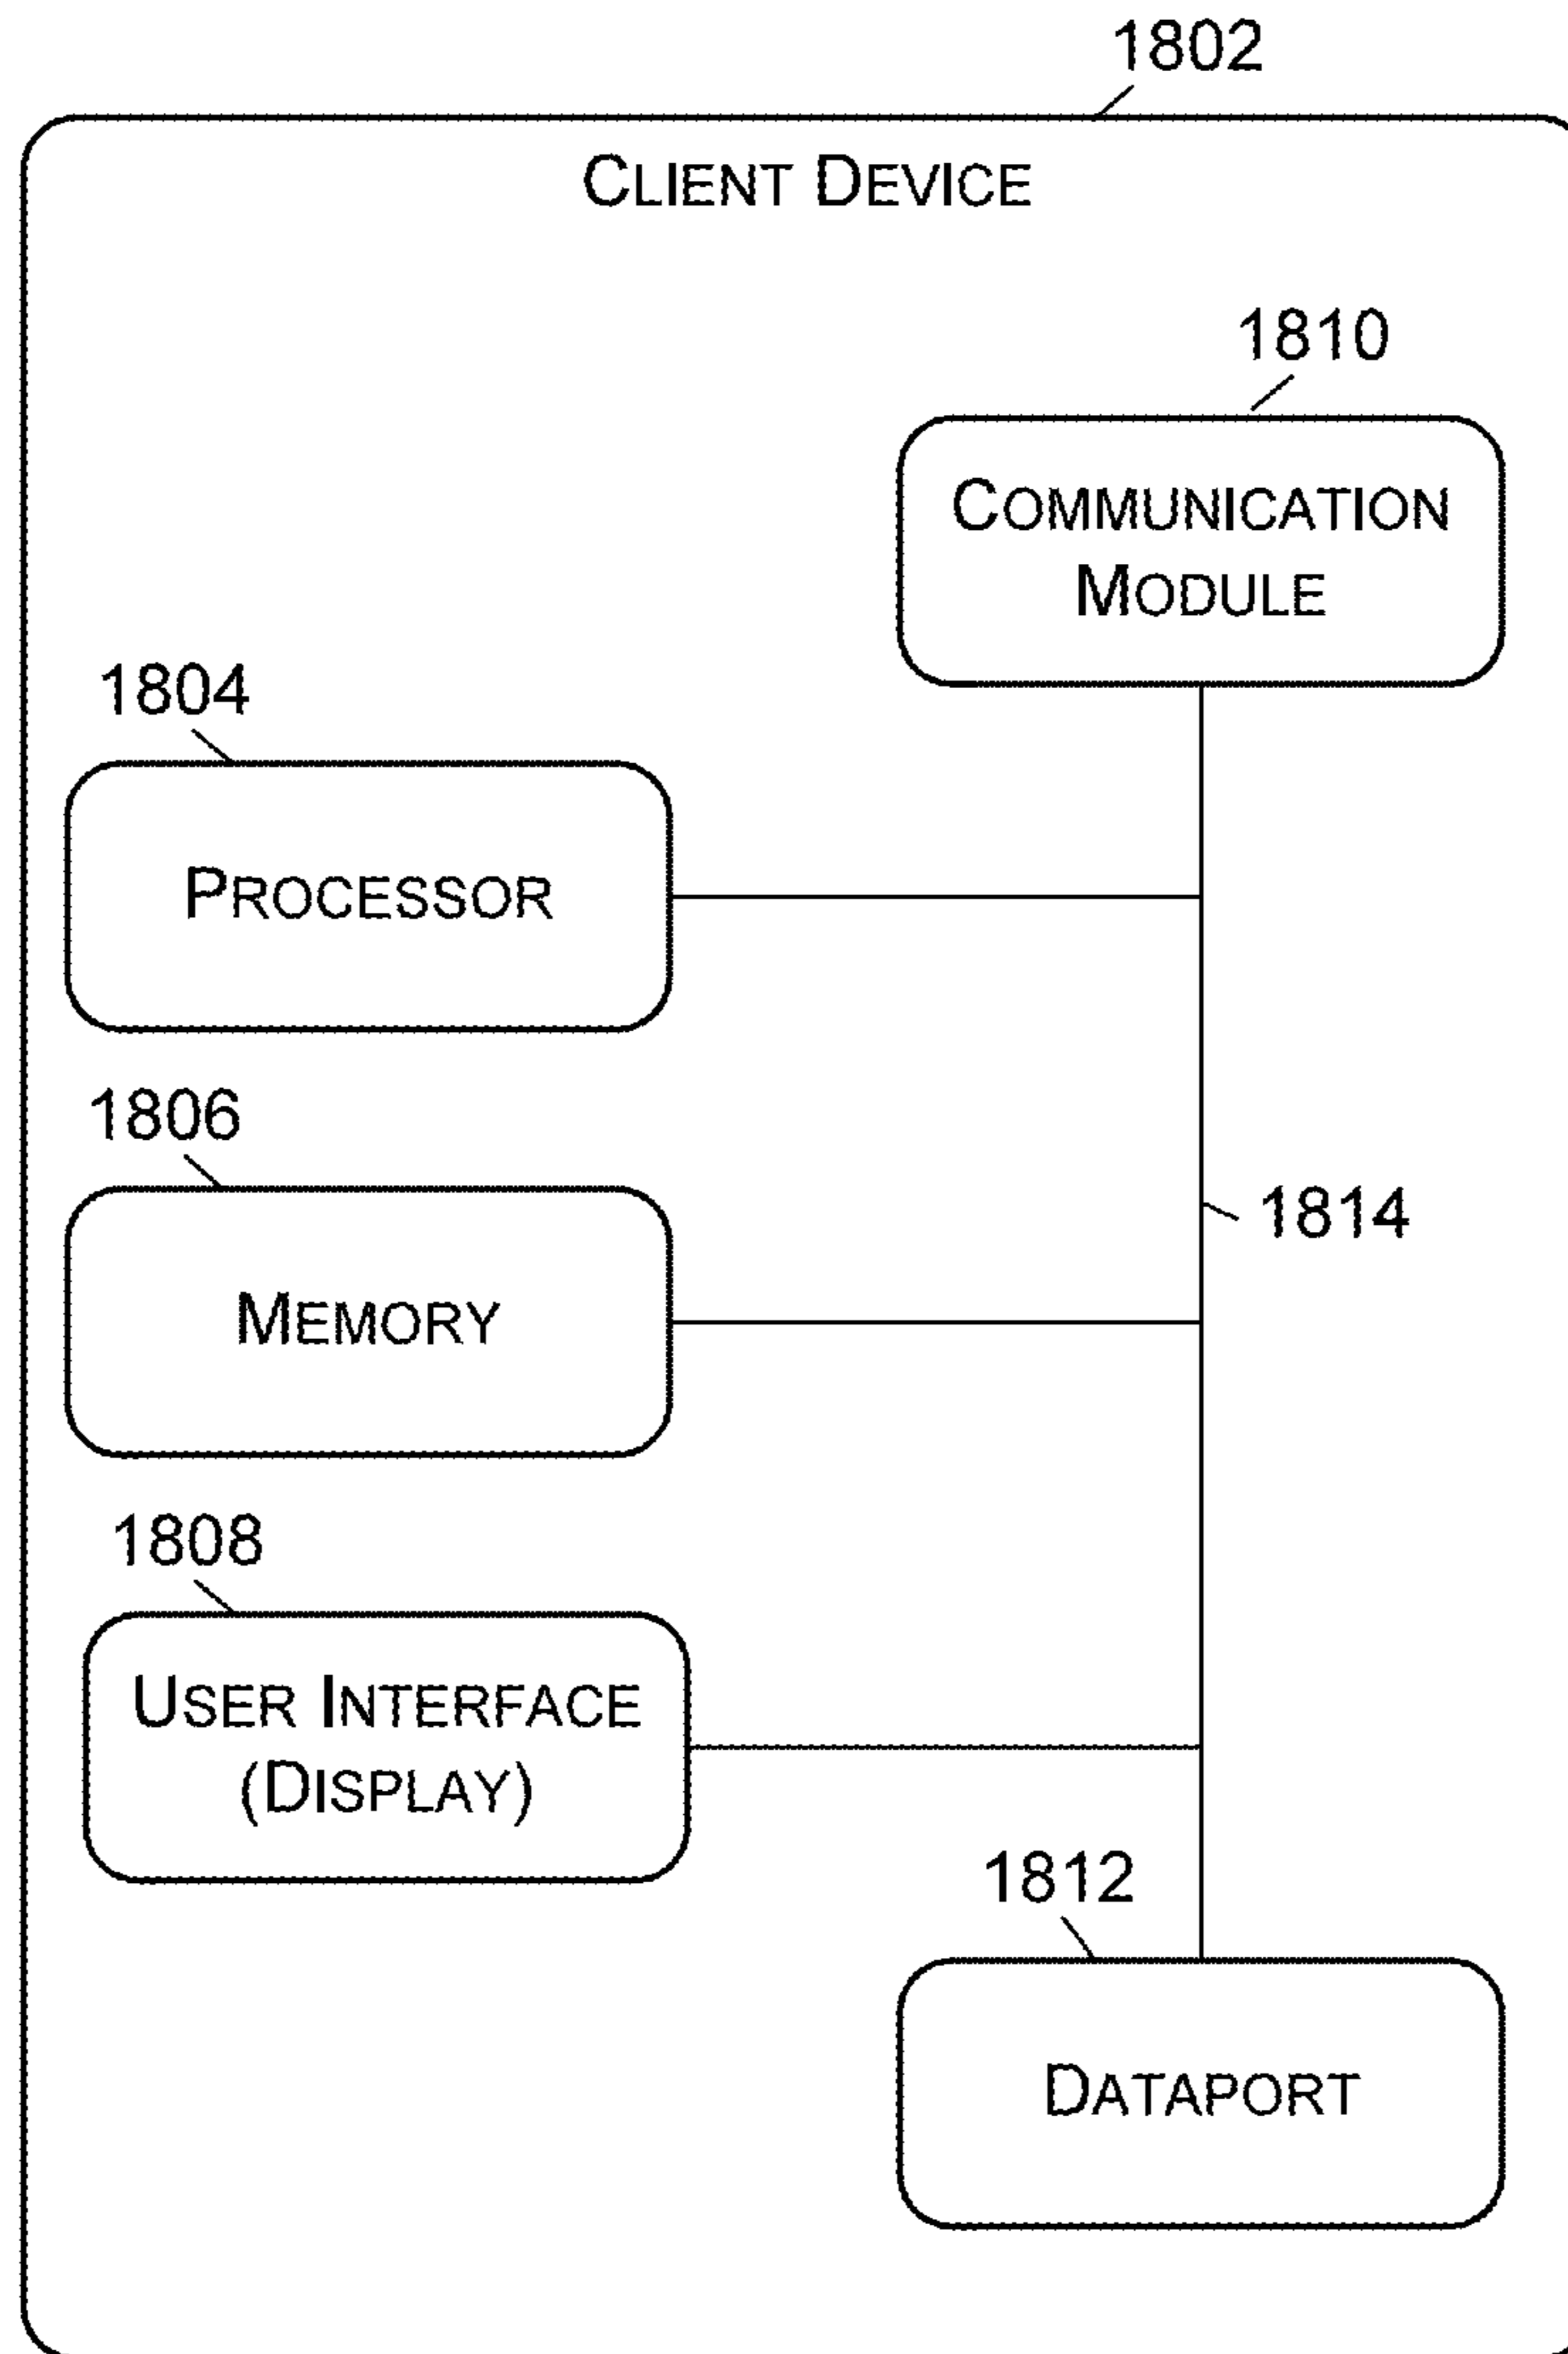 1802
CLIENT DEVICE
1810
COMMUNICATION
MODULE
1804
PROCESSOR
1806
MEMORY
1814
1808
USER INTERFACE
(DISPLAY)
1812
DATAPORT